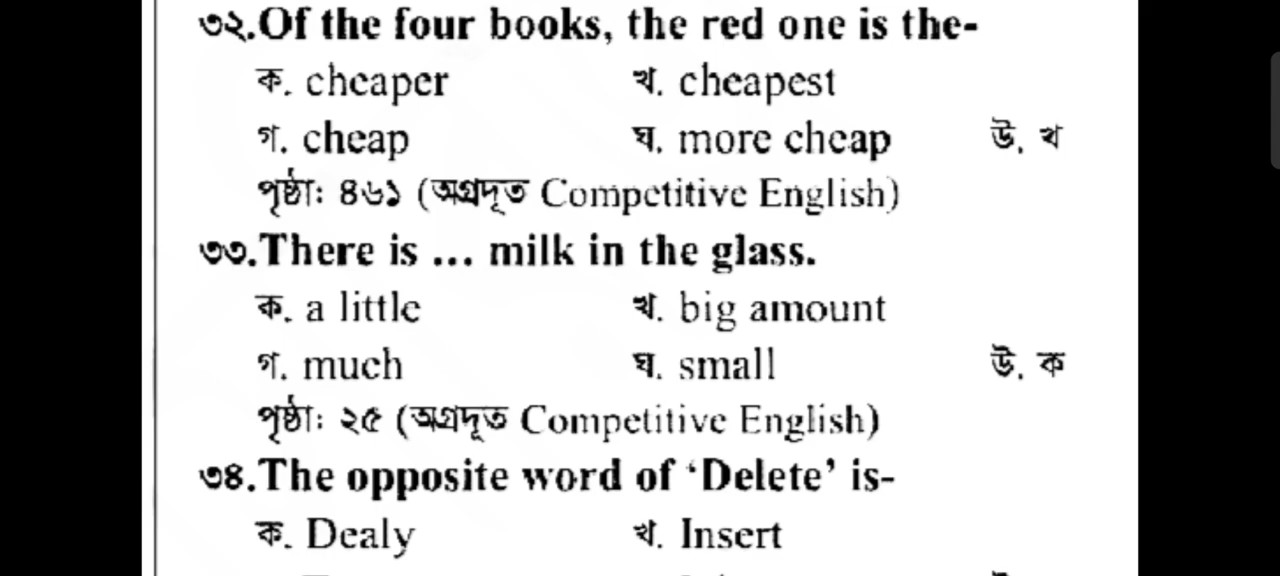 ৩২.Of the four books, the red one is the-
ক. cheaper খ. cheapest
গ. cheap ঘ. more cheap উ. খ
পৃষ্ঠা: ৪৬১ (অগ্রদূত Competitive English)
৩৩.There is ... milk in the glass.
ক. a little খ. big amount
গ. much ঘ. small উ. ক
পৃষ্ঠা: ২৫ (অগ্রদূত Competitive English)
৩৪.The opposite word of ‘Delete’ is-
ক. Dealy খ. Insert